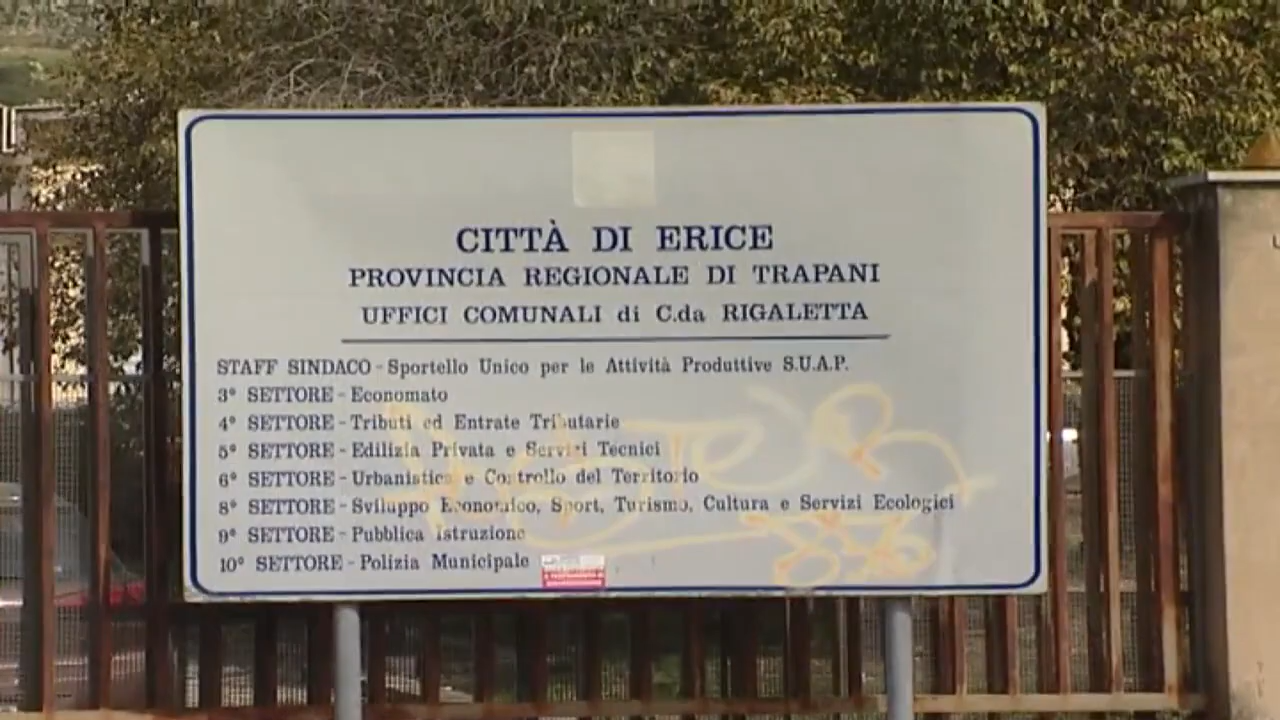 CITTÀ DI ERICE
PROVINCIA REGIONALE DI TRAPANI
UFFICI COMUNALI di C.da RIGALETTA
STAFF SINDACO - Sportello Unico per le Attività Produttive S.U.A.P.
3° SETTORE - Economato
4° SETTORE - Tributi ed Entrate Tributarie
5° SETTORE - Edilizia Privata e Servizi Tecnici
6° SETTORE - Urbanistica e Controllo del Territorio
8° SETTORE - Sviluppo Economico, Sport, Turismo, Cultura e Servizi Ecologici
9° SETTORE - Pubblica Istruzione
10° SETTORE - Polizia Municipale